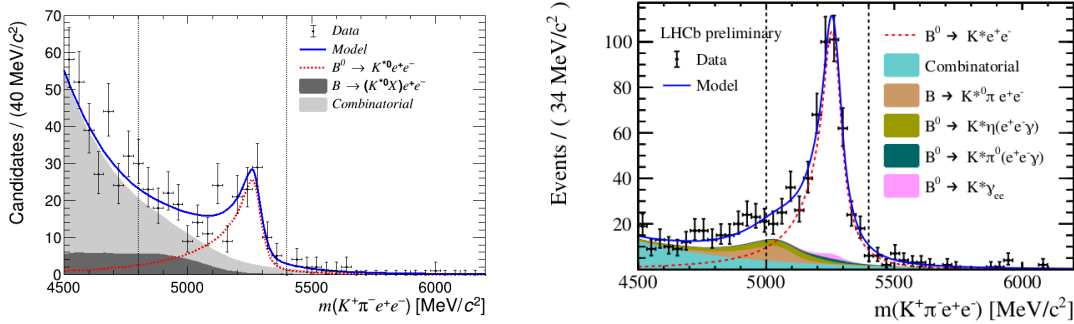 Candidates / (40 MeV/c²)
70
60
50
40
30
20
10
0
Data
Model
B⁰ → K*⁰e⁺e⁻
B → (K*⁰X)e⁺e⁻
Combinatorial
4500 5000 5500 6000
m(K⁺π⁻e⁺e⁻) [MeV/c²]
Events / ( 34 MeV/c² )
100
80
60
40
20
LHCb preliminary
Data
Model
B⁰ → K*e⁺e⁻
Combinatorial
B → K*⁰π e⁺e⁻
B⁰ → K*η(e⁺e⁻γ)
B⁰ → K*π⁰(e⁺e⁻γ)
B⁰ → K*γₑₑ
4500 5000 5500 6000
m(K⁺π⁻e⁺e⁻) [MeV/c²]